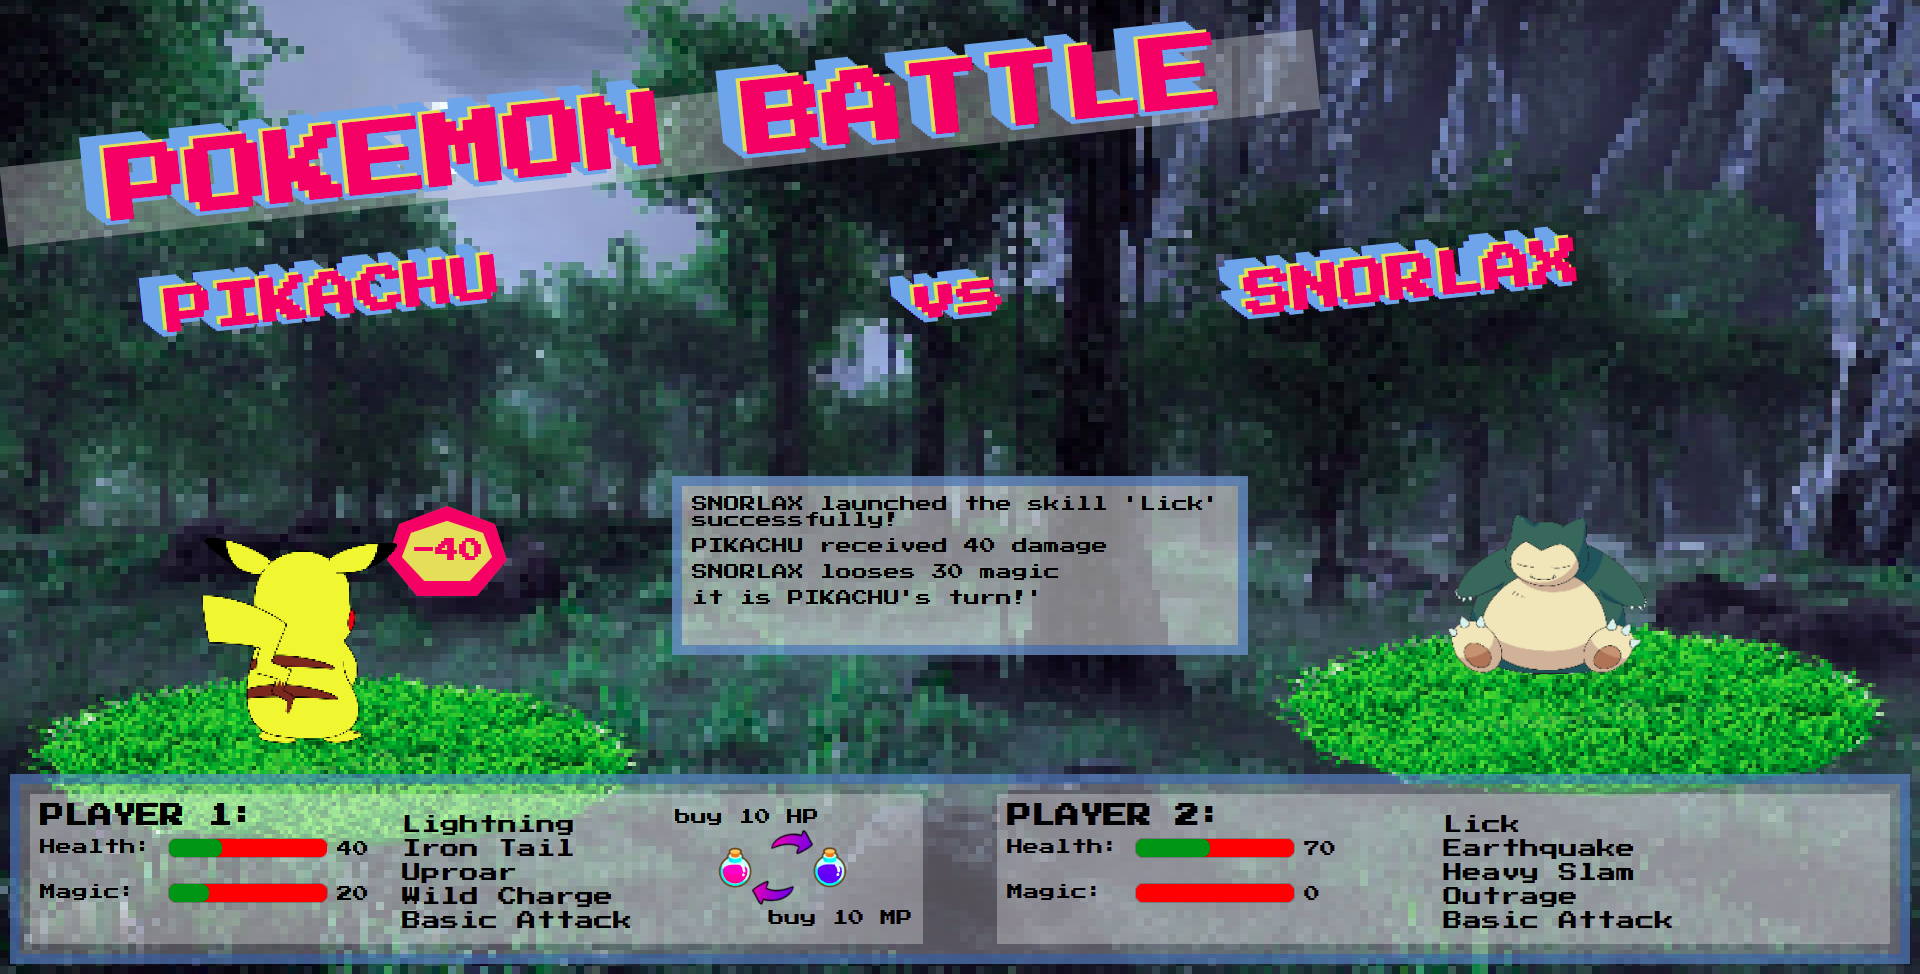 POKEMON BATTLE
PIKACHU vs SNORLAX
-40
SNORLAX launched the skill 'Lick'
successfully!
PIKACHU received 40 damage
SNORLAX looses 30 magic
it is PIKACHU's turn!'
PLAYER 1:
Health: 40
Magic: 20
Lightning
Iron Tail
Uproar
Wild Charge
Basic Attack
buy 10 HP
buy 10 MP
PLAYER 2:
Health: 70
Magic: 0
Lick
Earthquake
Heavy Slam
Outrage
Basic Attack